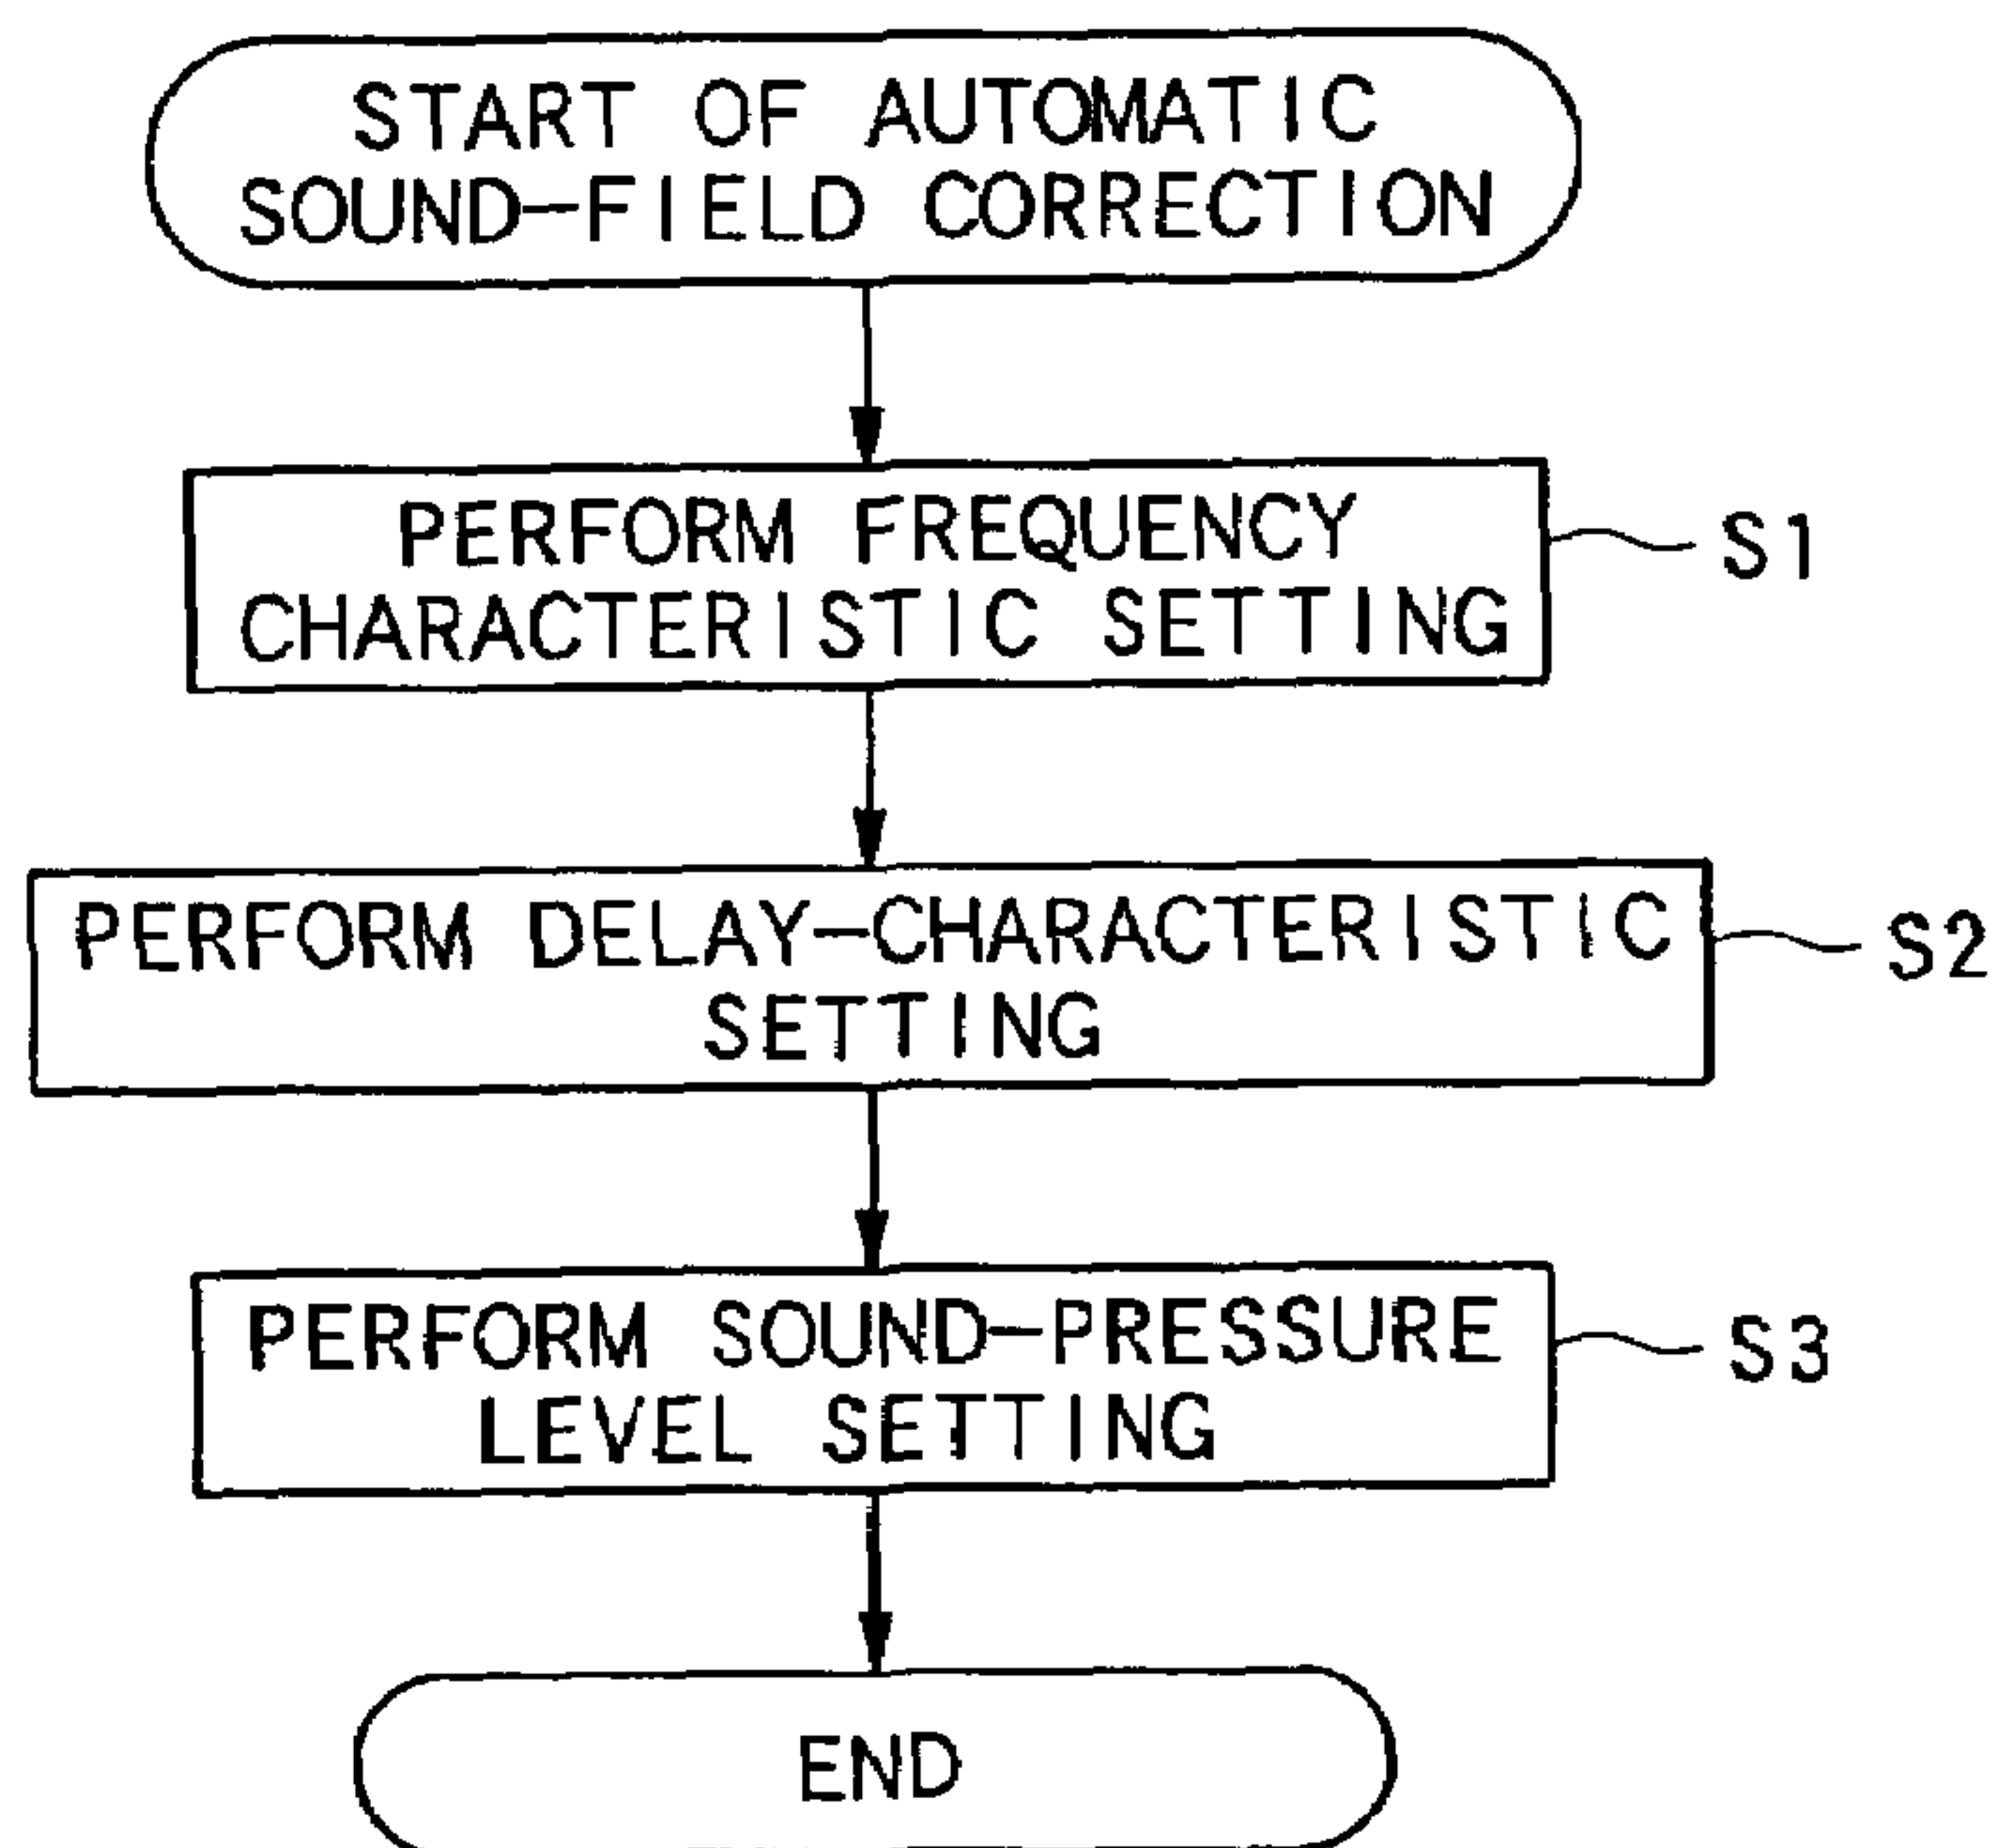 START OF AUTOMATIC
SOUND-FIELD CORRECTION
PERFORM FREQUENCY
CHARACTERISTIC SETTING
S1
PERFORM DELAY-CHARACTERISTIC
SETTING
S2
PERFORM SOUND-PRESSURE
LEVEL SETTING
S3
END